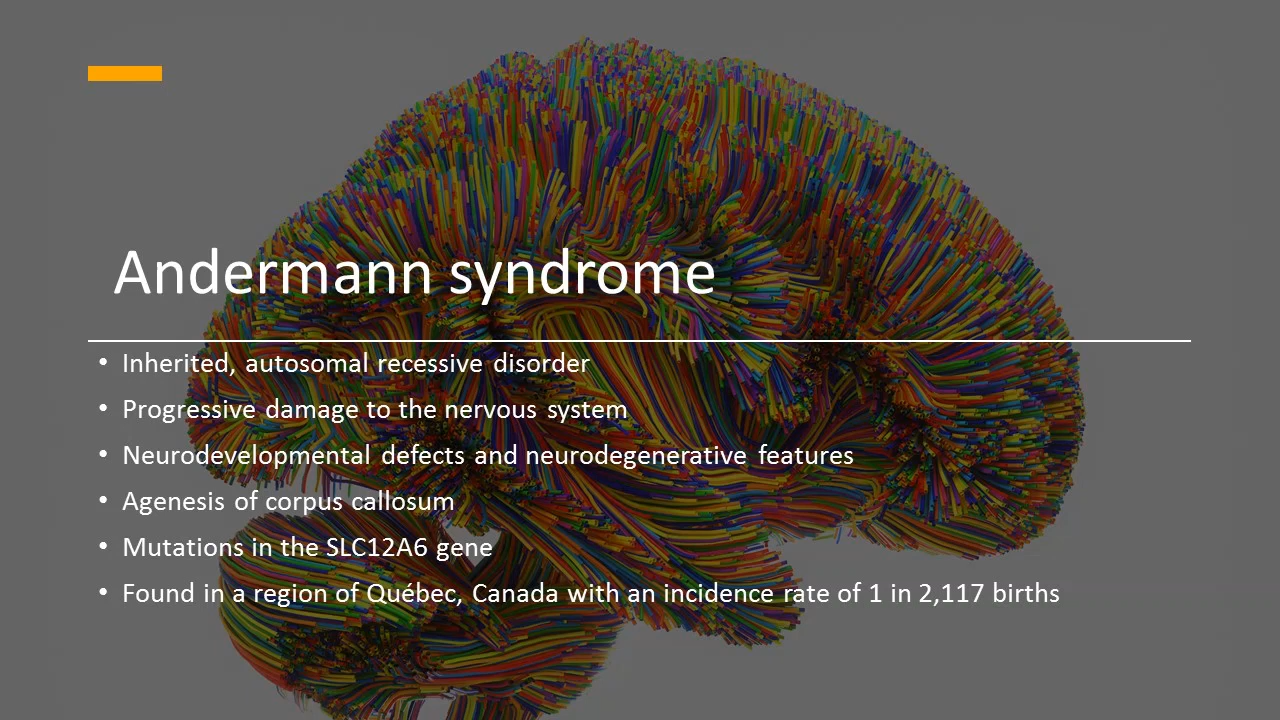 Andermann syndrome
• Inherited, autosomal recessive disorder
• Progressive damage to the nervous system
• Neurodevelopmental defects and neurodegenerative features
• Agenesis of corpus callosum
• Mutations in the SLC12A6 gene
• Found in a region of Québec, Canada with an incidence rate of 1 in 2,117 births